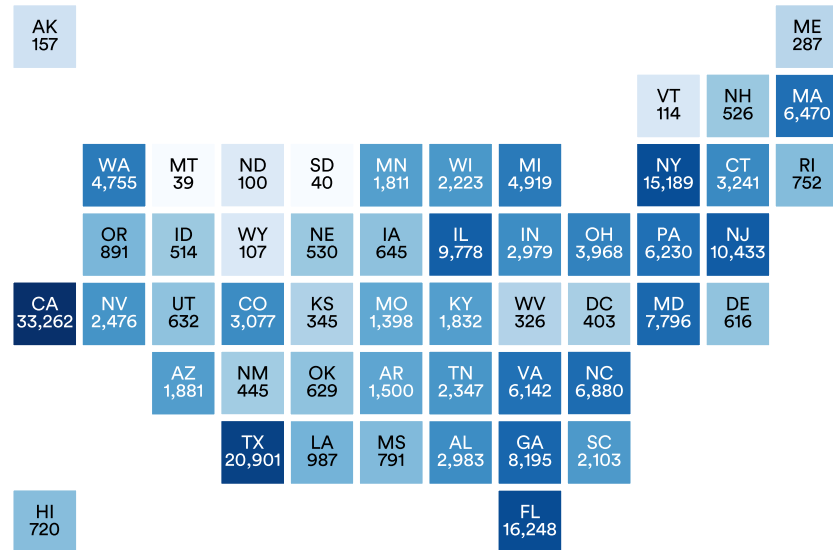 AK
157
ME
287
VT
114
NH
526
MA
6,470
WA
4,755
MT
39
ND
100
SD
40
MN
1,811
WI
2,223
MI
4,919
NY
15,189
CT
3,241
RI
752
OR
891
ID
514
WY
107
NE
530
IA
645
IL
9,778
IN
2,979
OH
3,968
PA
6,230
NJ
10,433
CA
33,262
NV
2,476
UT
632
CO
3,077
KS
345
MO
1,398
KY
1,832
WV
326
DC
403
MD
7,796
DE
616
AZ
1,881
NM
445
OK
629
AR
1,500
TN
2,347
VA
6,142
NC
6,880
TX
20,901
LA
987
MS
791
AL
2,983
GA
8,195
SC
2,103
HI
720
FL
16,248